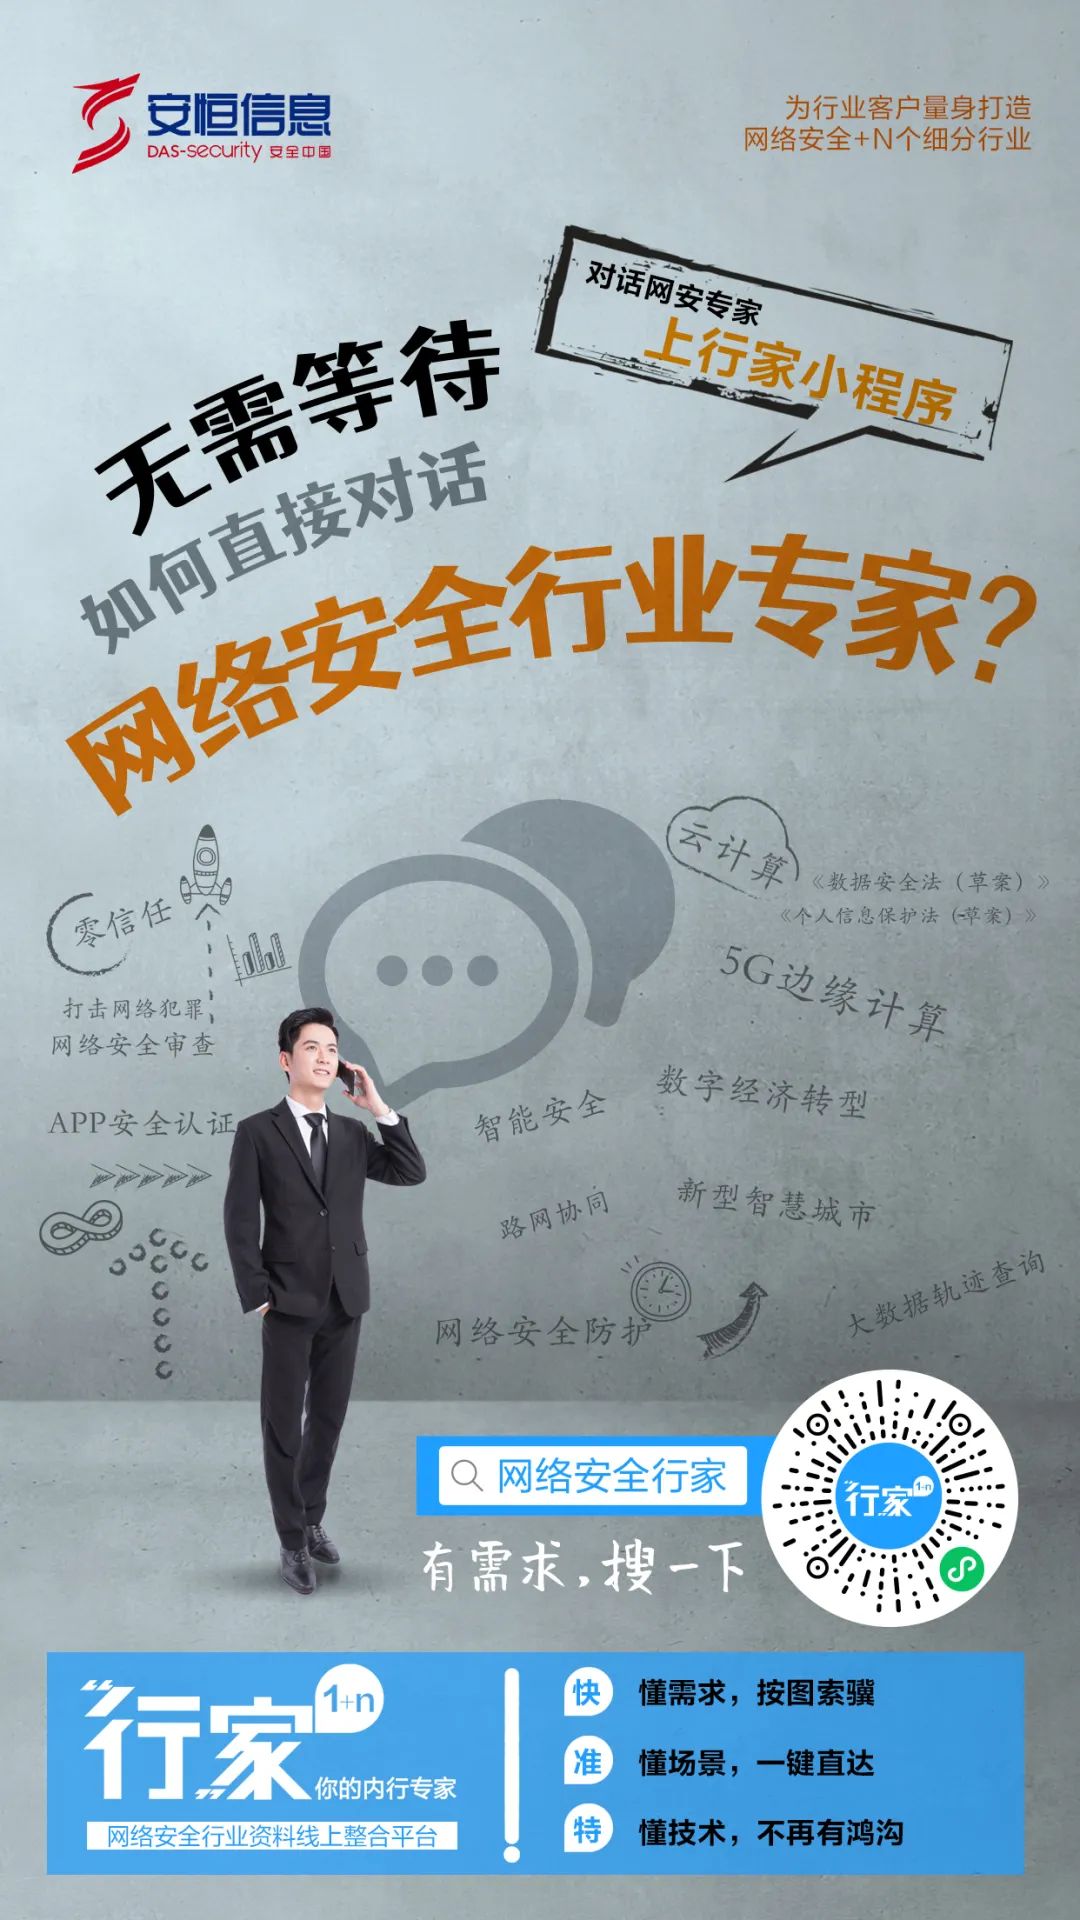 安恒信息
DAS-security 安全中国
为行业客户量身打造
网络安全+N个细分行业
对话网安专家
上行家小程序
无需等待
如何直接对话
网络安全行业专家?
云计算
《数据安全法（草案）》
《个人信息保护法（草案）》
零信任
5G边缘计算
打击网络犯罪
网络安全审查
数字经济转型
APP安全认证
智能安全
新型智慧城市
路网协同
大数据轨迹查询
网络安全防护
网络安全行家
行家 1+n
有需求,搜一下
行家 1+n
你的内行专家
网络安全行业资料线上整合平台
快 懂需求，按图索骥
准 懂场景，一键直达
特 懂技术，不再有鸿沟